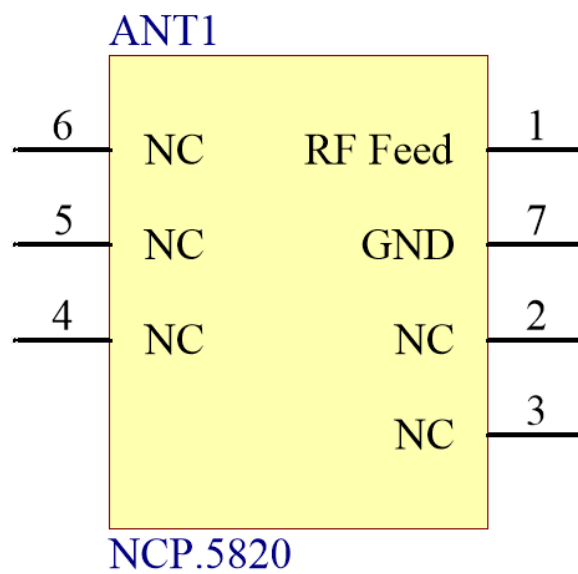 ANT1
6 NC RF Feed 1
5 NC GND 7
4 NC NC 2
NC 3
NCP.5820